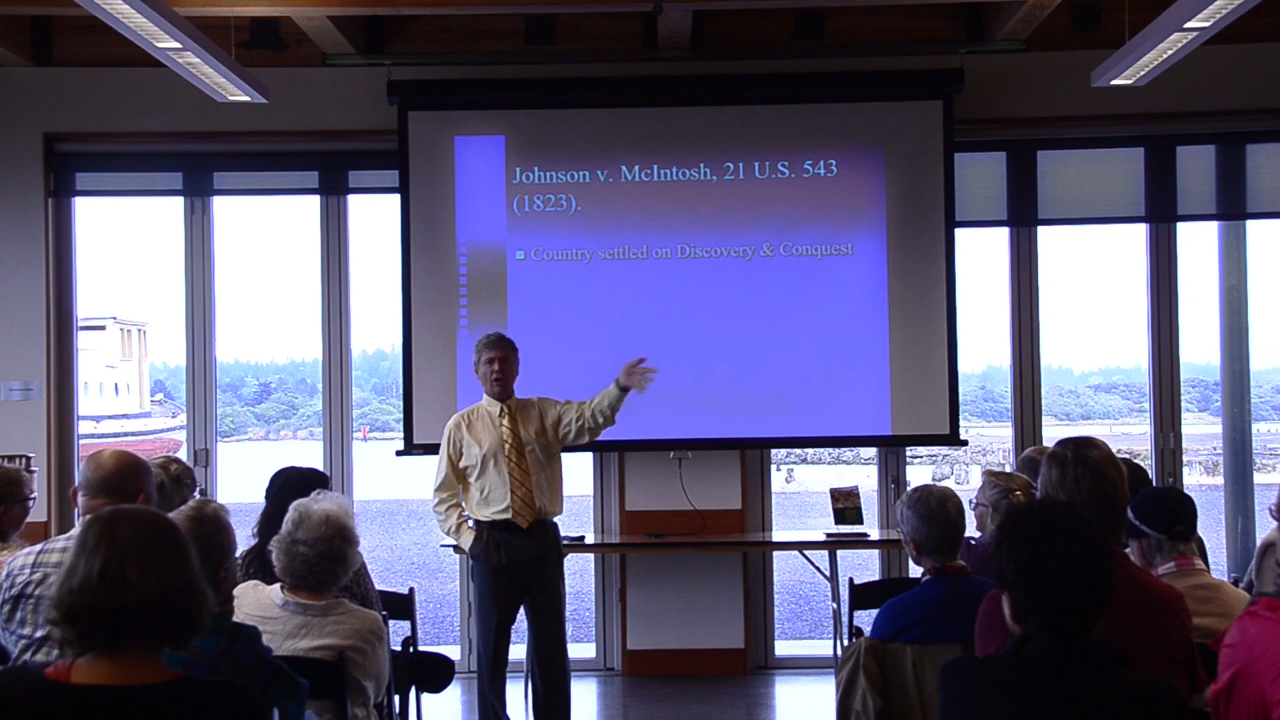 Johnson v. McIntosh, 21 U.S. 543
(1823).
Country settled on Discovery & Conquest